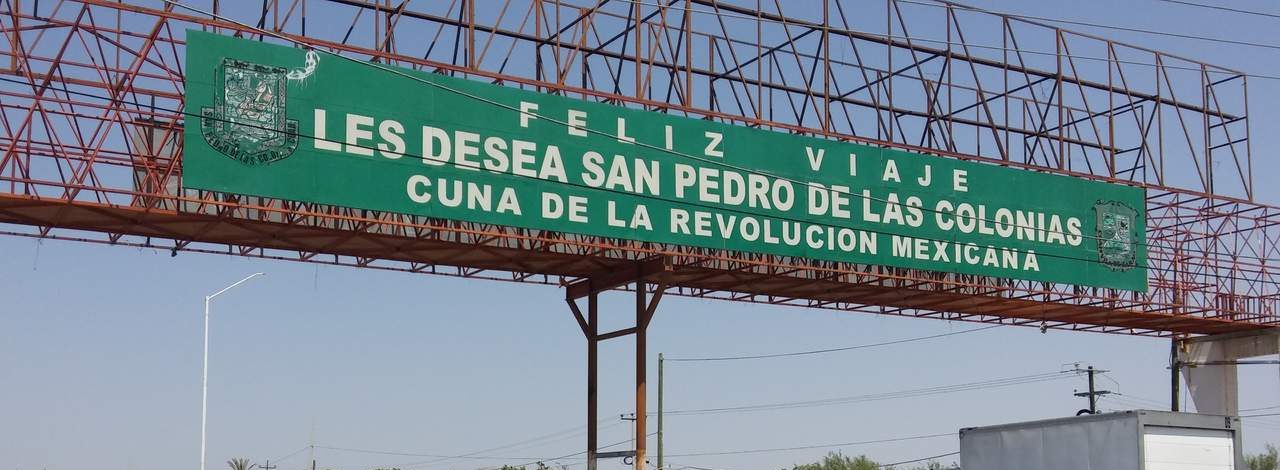 FELIZ VIAJE
LES DESEA SAN PEDRO DE LAS COLONIAS
CUNA DE LA REVOLUCION MEXICANA